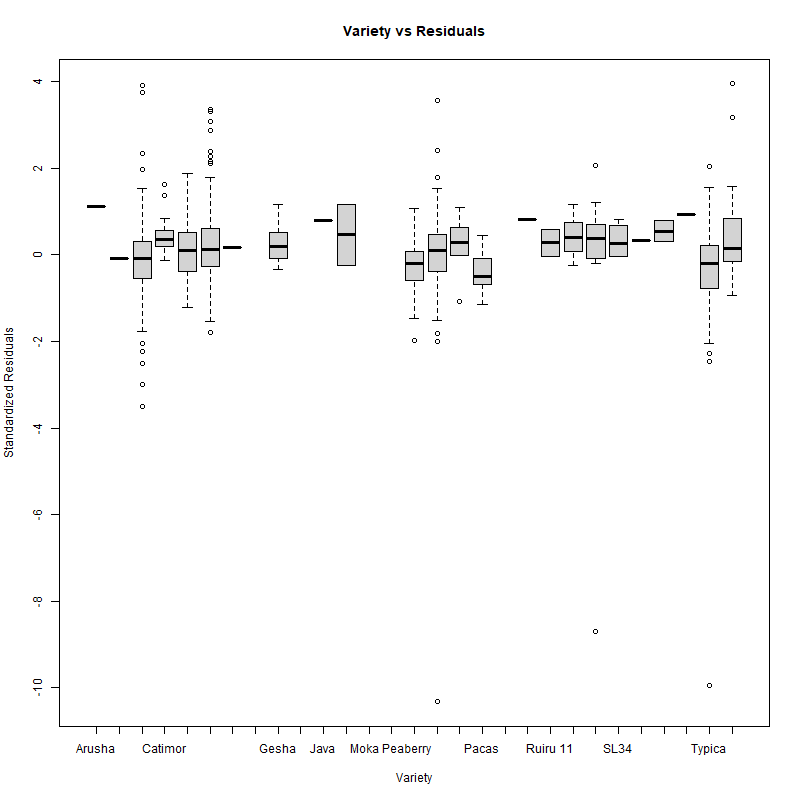 Variety vs Residuals
4
2
0
-2
-4
-6
-8
-10
Standardized Residuals
Arusha Catimor Gesha Java Moka Peaberry Pacas Ruiru 11 SL34 Typica
Variety